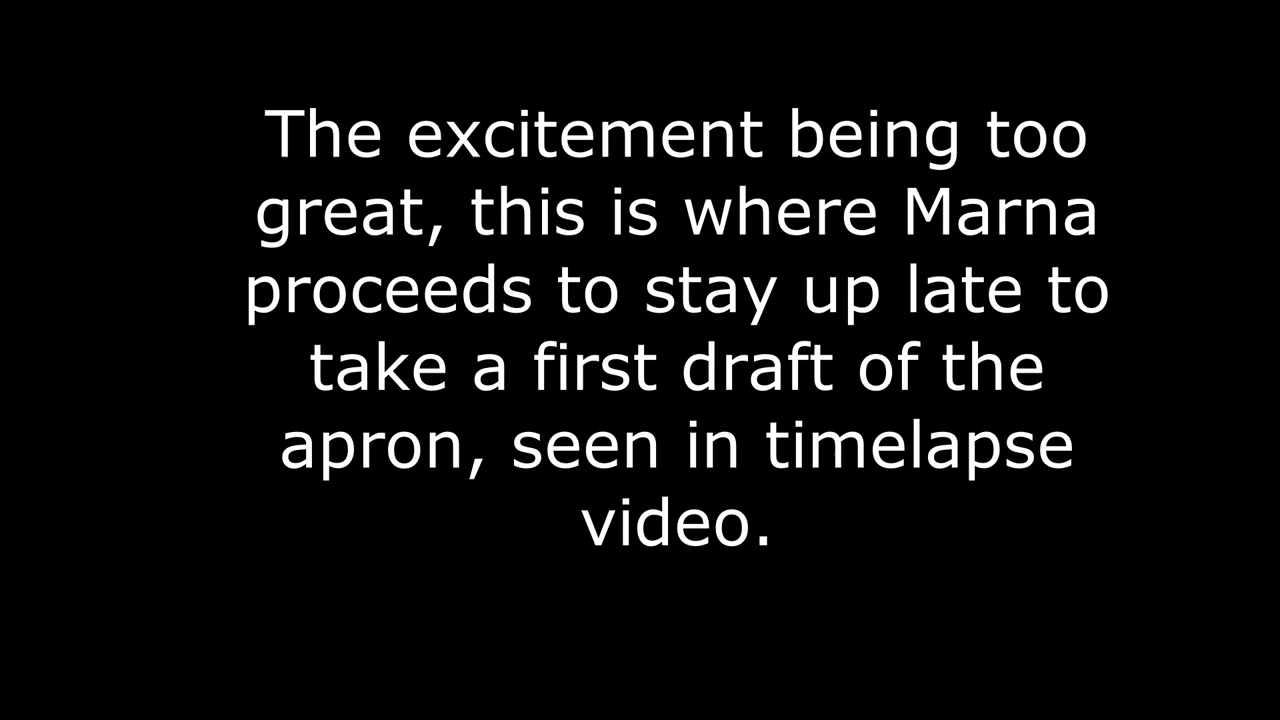 The excitement being too
great, this is where Marna
proceeds to stay up late to
take a first draft of the
apron, seen in timelapse
video.